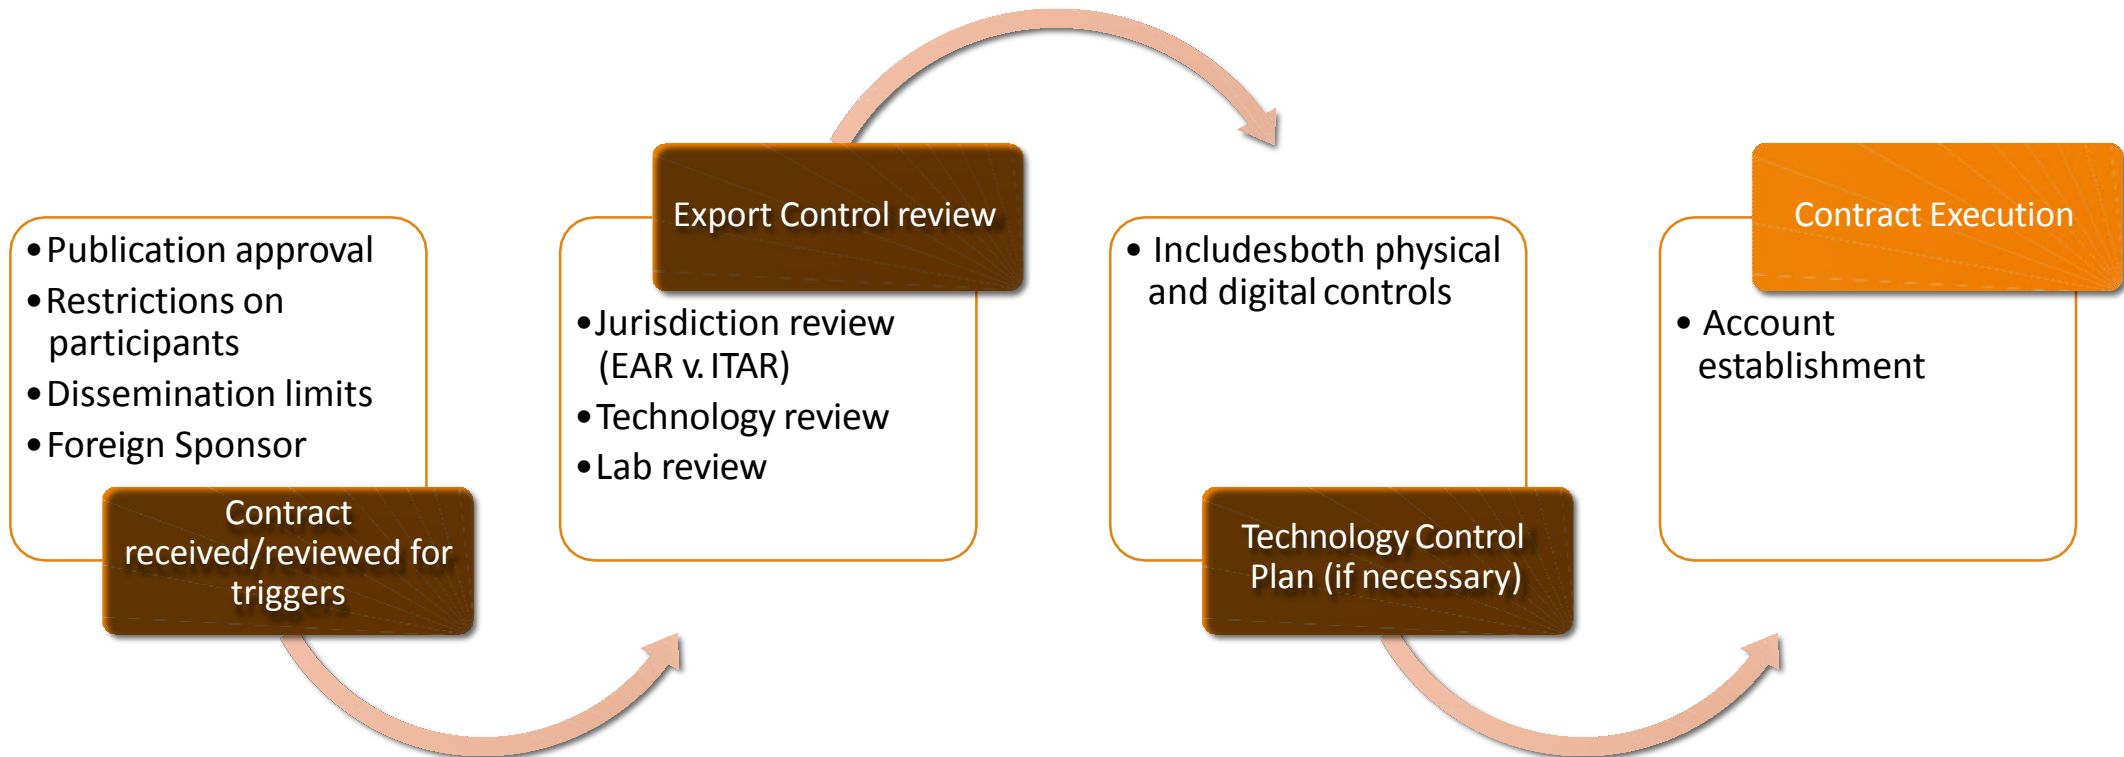 •Publication approval
•Restrictions on
participants
•Dissemination limits
•Foreign Sponsor
Contract
received/reviewed for
triggers
Export Control review
•Jurisdiction review
(EAR v. ITAR)
•Technology review
•Lab review
• Includesboth physical
and digital controls
Technology Control
Plan (if necessary)
Contract Execution
• Account
establishment